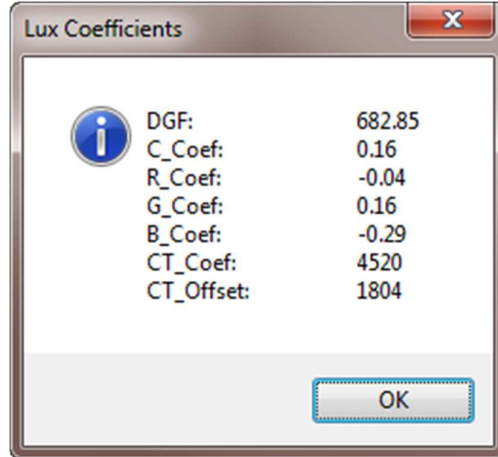 Lux Coefficients
DGF: 682.85
C_Coef: 0.16
R_Coef: -0.04
G_Coef: 0.16
B_Coef: -0.29
CT_Coef: 4520
CT_Offset: 1804
OK